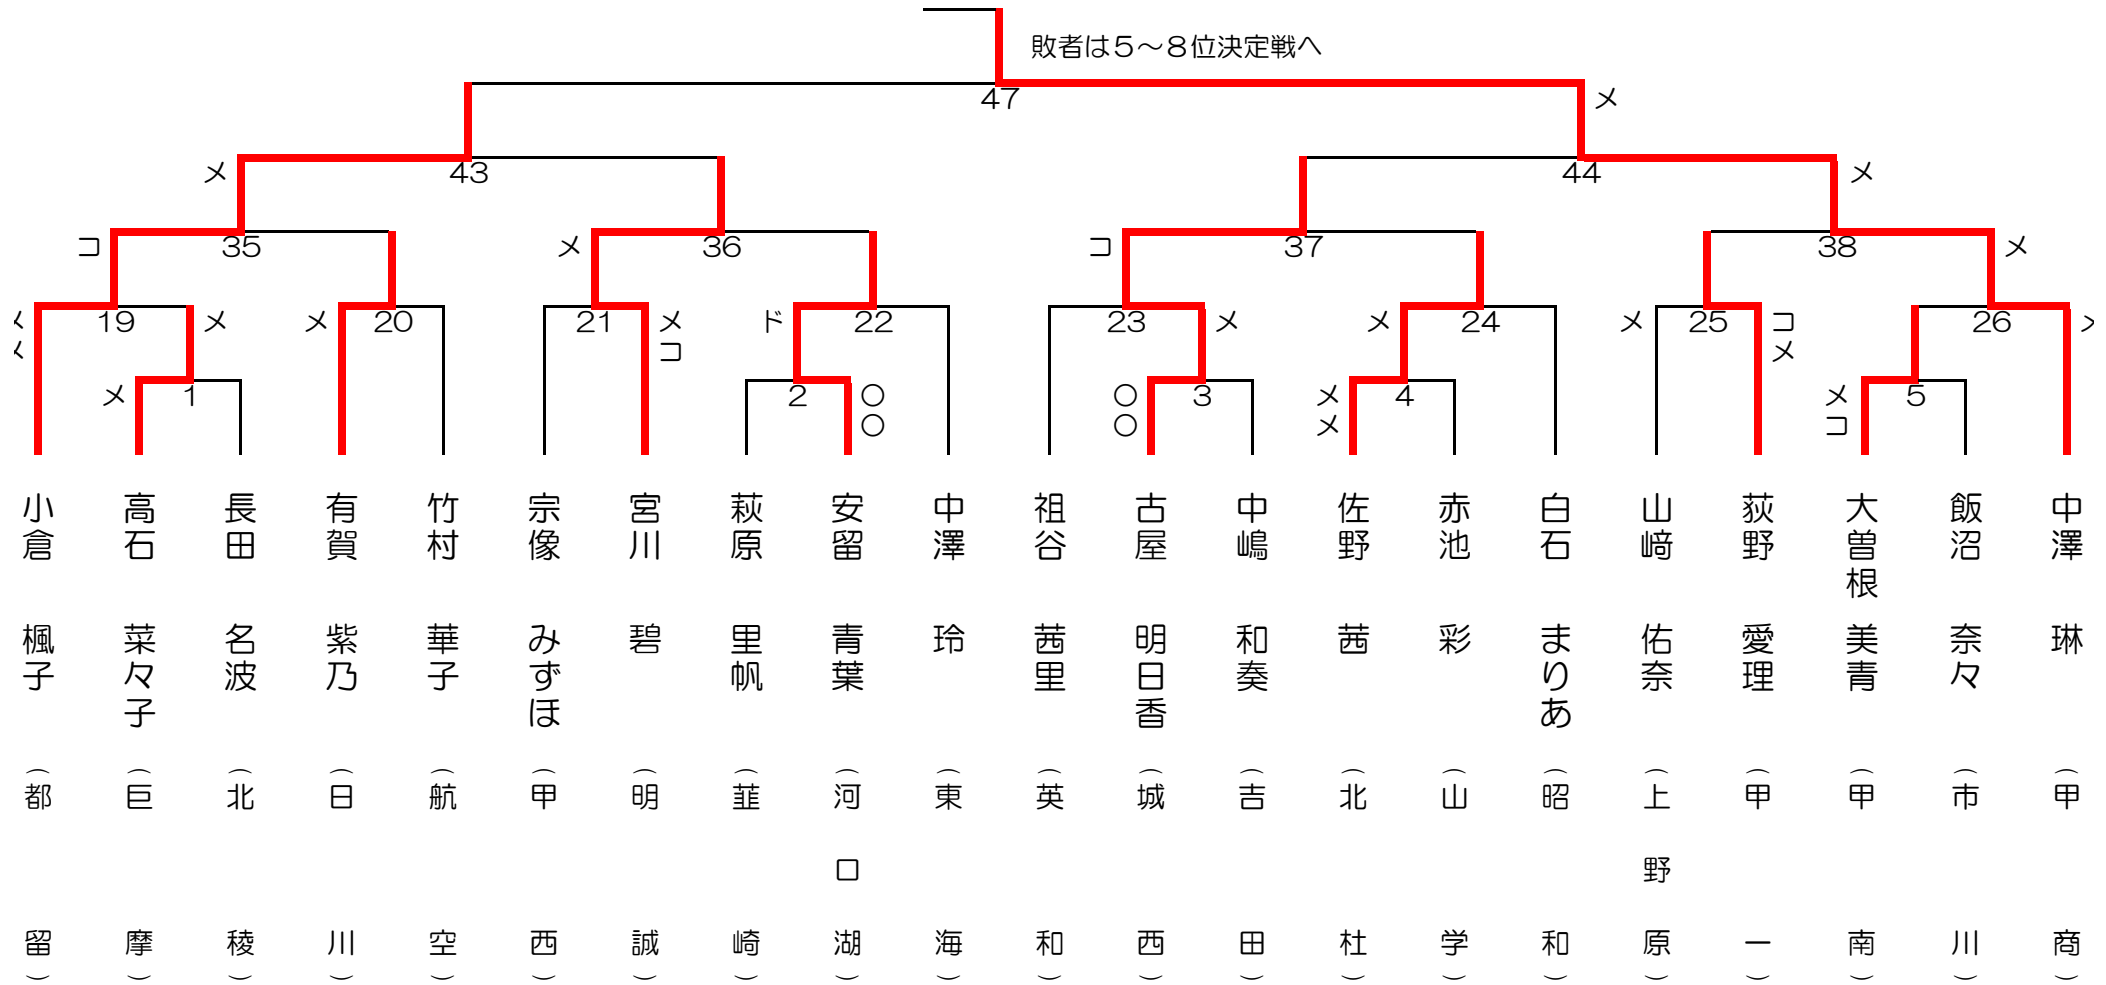 敗者は５～８位決定戦へ
47
メ
メ
43
44
メ
コ
35
メ
36
コ
37
38
メ
メ
メ
19
メ
メ
20
21
メ
コ
ド
22
23
メ
メ
24
メ
25
コ
メ
26
メ
1
2
○
○
○
○
3
メ
メ
4
メ
コ
5
小倉 楓子 （都留）
高石 菜々子 （巨摩）
長田 名波 （北稜）
有賀 紫乃 （日川）
竹村 華子 （航空）
宗像 みずほ （甲西）
宮川 碧 （明誠）
萩原 里帆 （韮崎）
安留 青葉 （河口湖）
中澤 玲 （東海）
祖谷 茜里 （英和）
古屋 明日香 （城西）
中嶋 和奏 （吉田）
佐野 茜 （北杜）
赤池 彩 （山学）
白石 まりあ （昭和）
山﨑 佑奈 （上野原）
荻野 愛理 （甲一）
大曽根 美青 （甲南）
飯沼 奈々 （市川）
中澤 琳 （甲商）